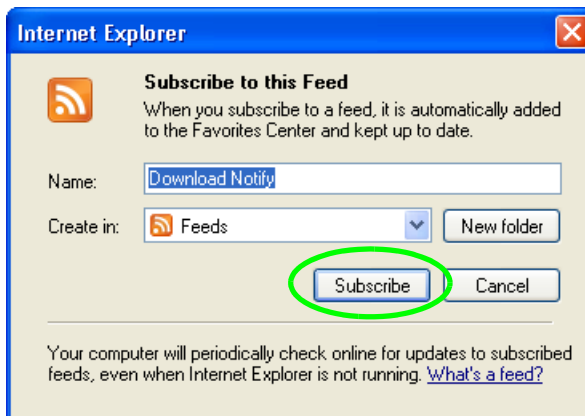 Internet Explorer
Subscribe to this Feed
When you subscribe to a feed, it is automatically added
to the Favorites Center and kept up to date.
Name: Download Notify
Create in: Feeds New folder
Subscribe Cancel
Your computer will periodically check online for updates to subscribed
feeds, even when Internet Explorer is not running. What's a feed?